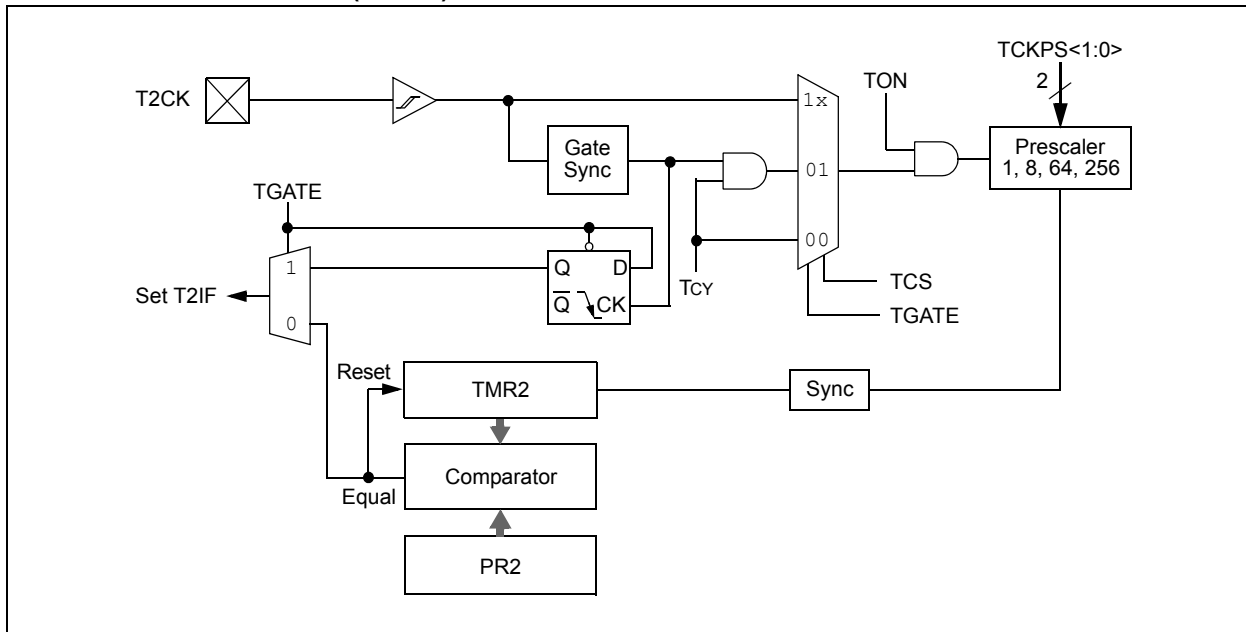 TCKPS<1:0>
2
T2CK
1x
TON
Gate
Sync
Prescaler
1, 8, 64, 256
01
TGATE
00
1
Q
D
TCY
TCS
Set T2IF
Q
CK
TGATE
0
Reset
TMR2
Sync
Comparator
Equal
PR2